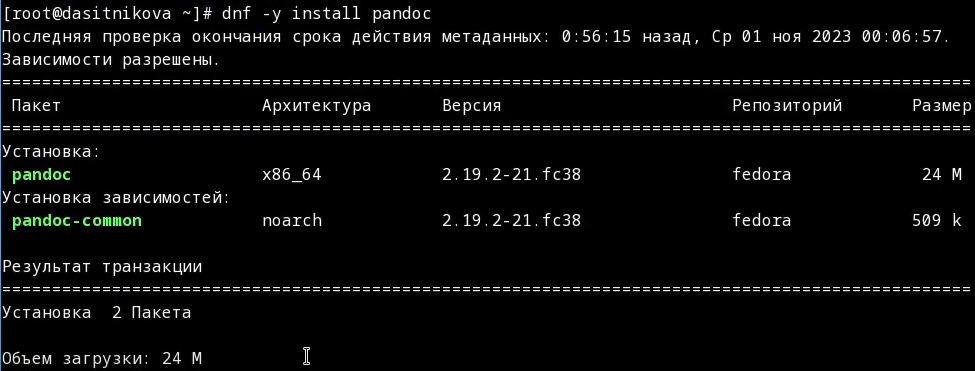 [root@dasitnikova ~]# dnf -y install pandoc
Последняя проверка окончания срока действия метаданных: 0:56:15 назад, Ср 01 ноя 2023 00:06:57.
Зависимости разрешены.
================================================================================================
Пакет Архитектура Версия Репозиторий Размер
================================================================================================
Установка:
pandoc x86_64 2.19.2-21.fc38 fedora 24 M
Установка зависимостей:
pandoc-common noarch 2.19.2-21.fc38 fedora 509 k
Результат транзакции
================================================================================================
Установка 2 Пакета
Объем загрузки: 24 M